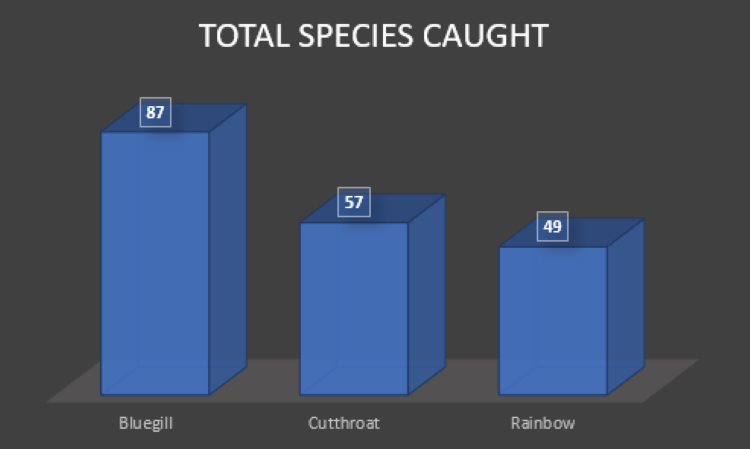 TOTAL SPECIES CAUGHT
87
57
49
Bluegill
Cutthroat
Rainbow